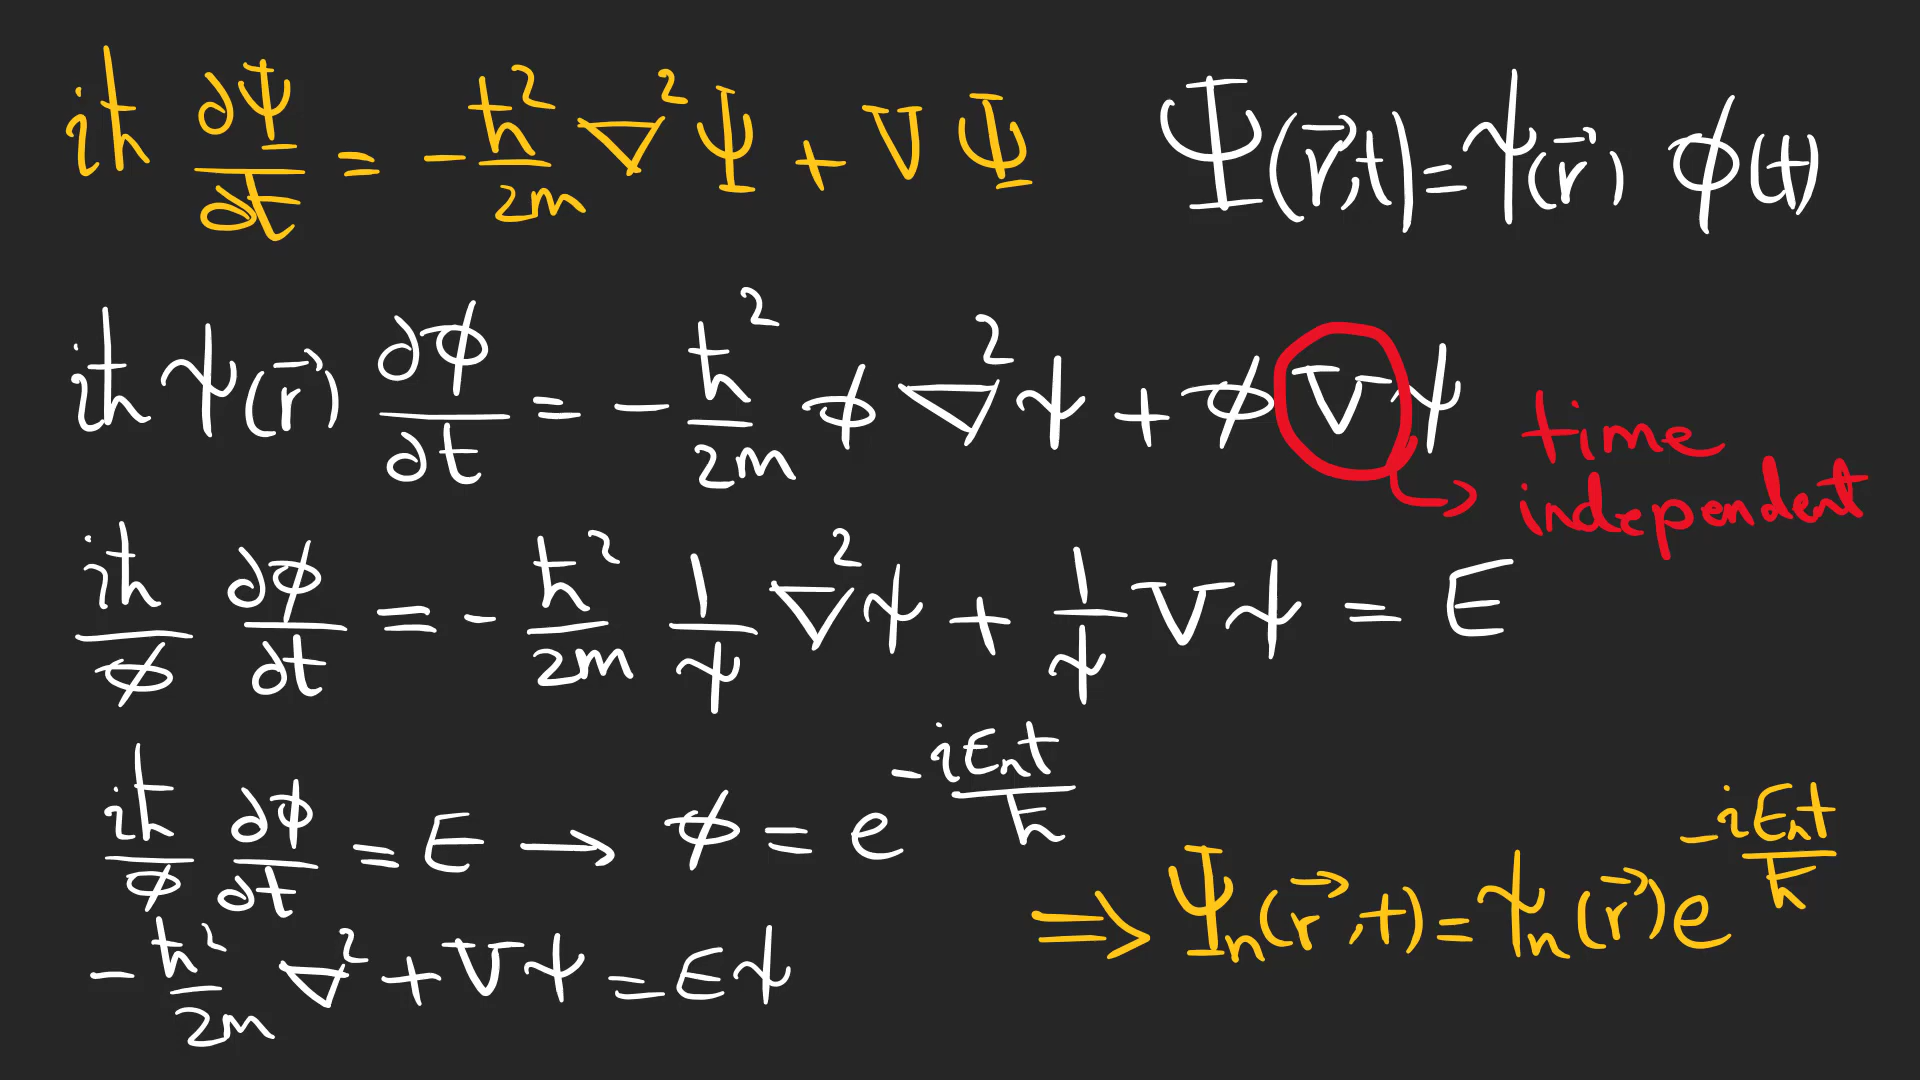 iħ ∂Ψ/∂t = -ħ²/2m ∇²Ψ + VΨ
Ψ(r⃗,t) = ψ(r⃗) ϕ(t)
iħ ψ(r⃗) ∂ϕ/∂t = -ħ²/2m ϕ ∇²ψ + ϕ V ψ
time
independent
iħ/ϕ ∂ϕ/∂t = -ħ²/2m 1/ψ ∇²ψ + 1/ψ Vψ = E
iħ/ϕ ∂ϕ/∂t = E → ϕ = e^(-iEₙt/ħ)
⇒ Ψₙ(r⃗,t) = ψₙ(r⃗) e^(-iEₙt/ħ)
-ħ²/2m ∇² + Vψ = Eψ